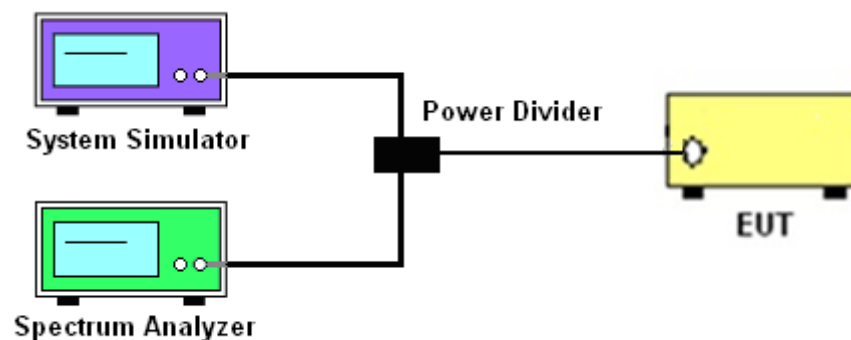 System Simulator
Power Divider
EUT
Spectrum Analyzer